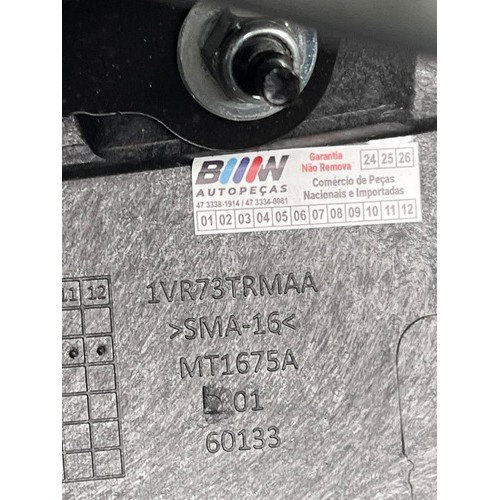 BMW
AUTOPEÇAS
47 3338-1914 / 47 3334-0081
Garantia
Não Remova
24 25 26
Comércio de Peças
Nacionais e Importadas
01 02 03 04 05 06 07 08 09 10 11 12
11 12
1VR73TRMAA
>SMA-16<
MT1675A
01
60133